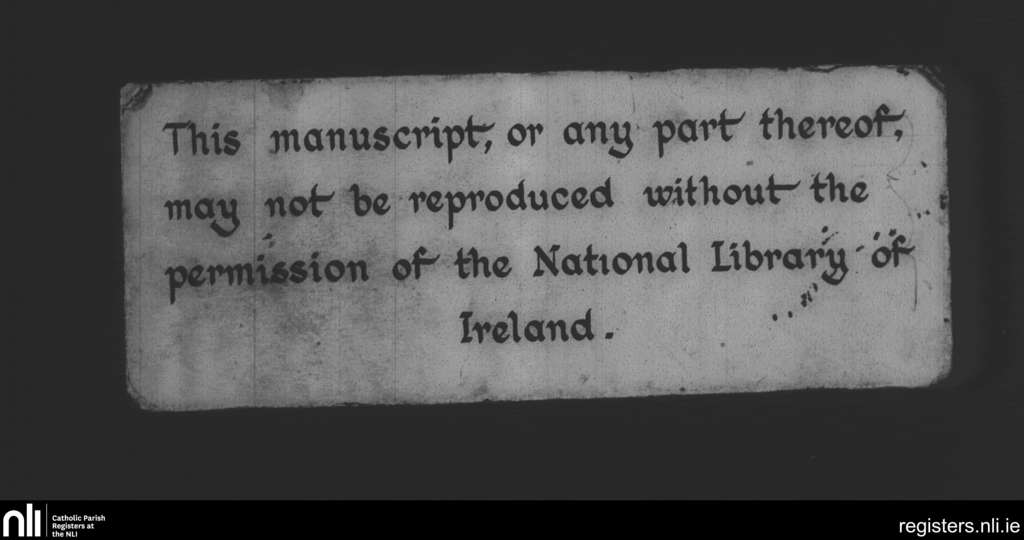 This manuscript, or any part thereof,
may not be reproduced without the
permission of the National Library of
Ireland.
nli
Catholic Parish
Registers at
the NLI
registers.nli.ie